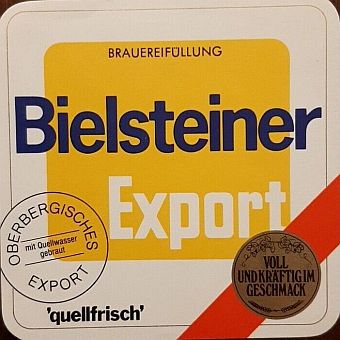 BRAUEREIFÜLLUNG
Bielsteiner
Export
OBERBERGISCHES
mit Quellwasser
gebraut
EXPORT
VOLL
UND KRÄFTIG IM
GESCHMACK
'quellfrisch'